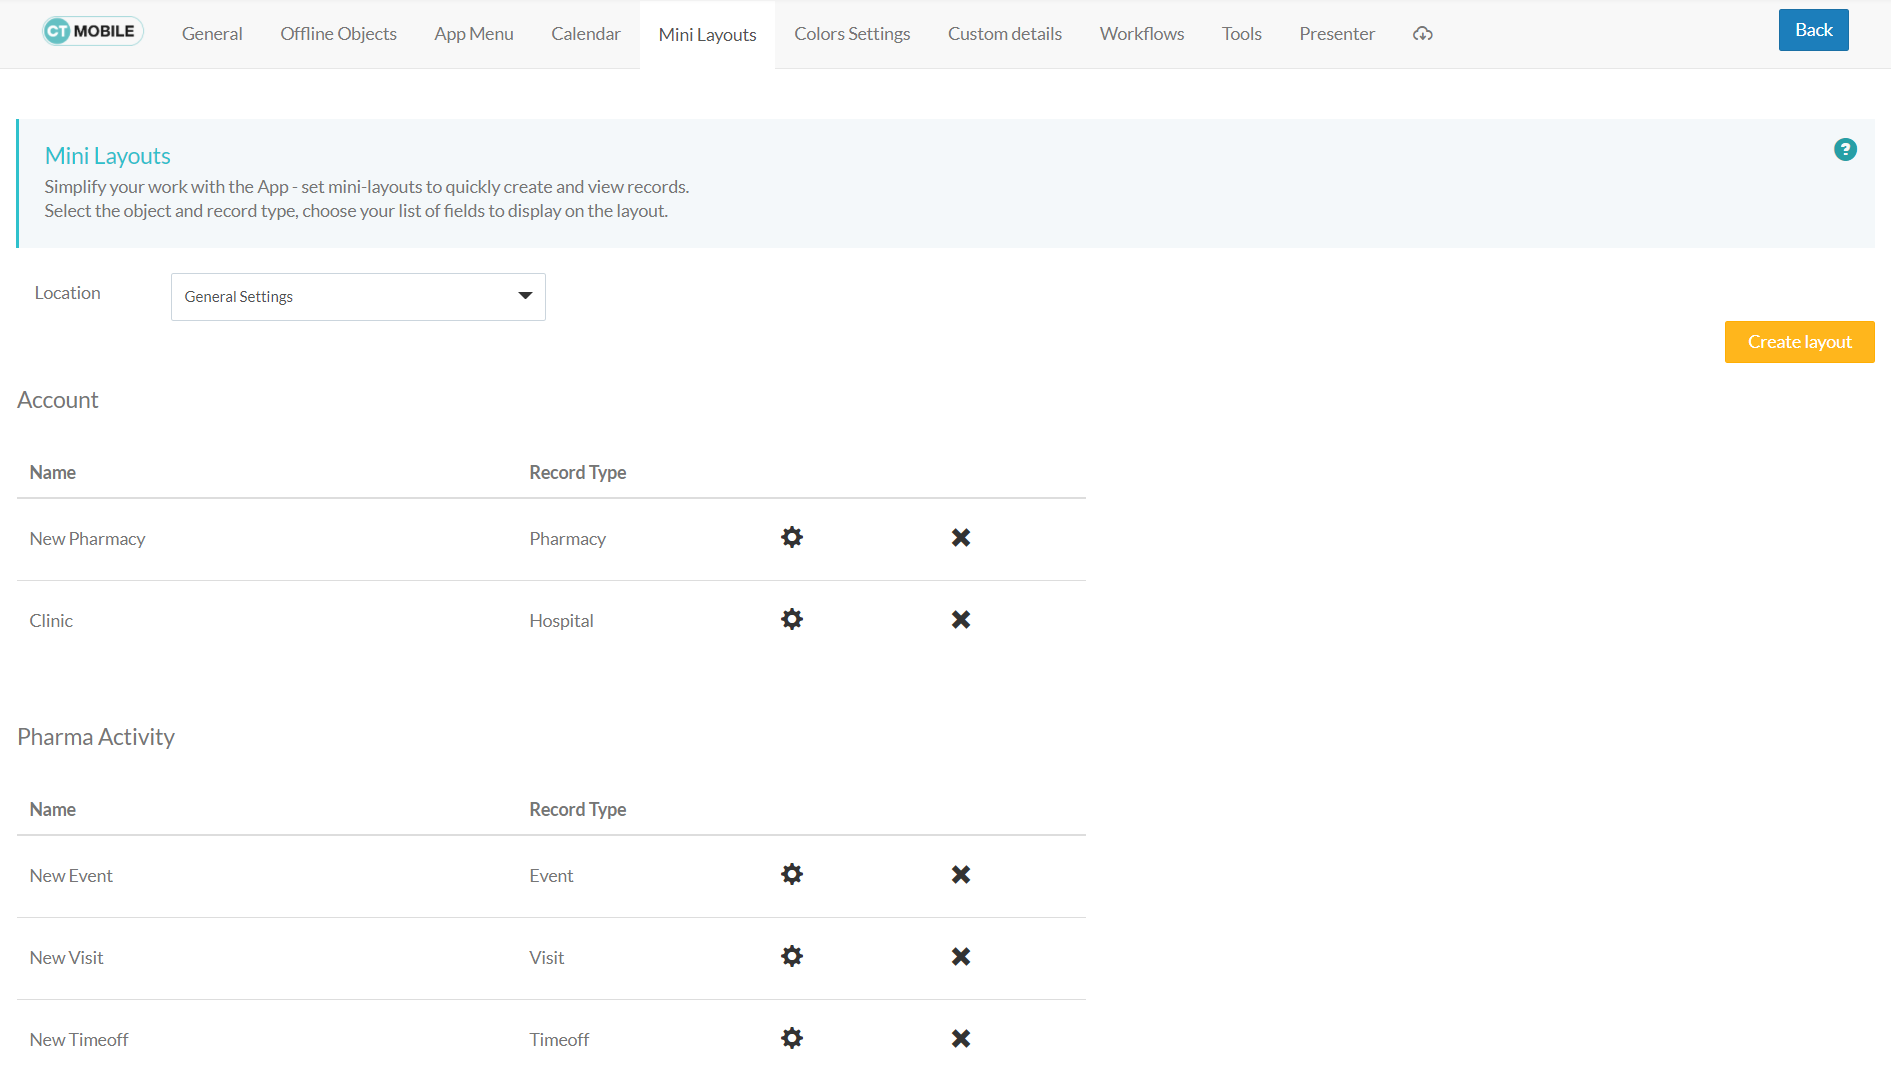 CT MOBILE General Offline Objects App Menu Calendar Mini Layouts Colors Settings Custom details Workflows Tools Presenter Back
Mini Layouts
Simplify your work with the App - set mini-layouts to quickly create and view records.
Select the object and record type, choose your list of fields to display on the layout.
?
Location General Settings
Create layout
Account
Name Record Type
New Pharmacy Pharmacy
Clinic Hospital
Pharma Activity
Name Record Type
New Event Event
New Visit Visit
New Timeoff Timeoff